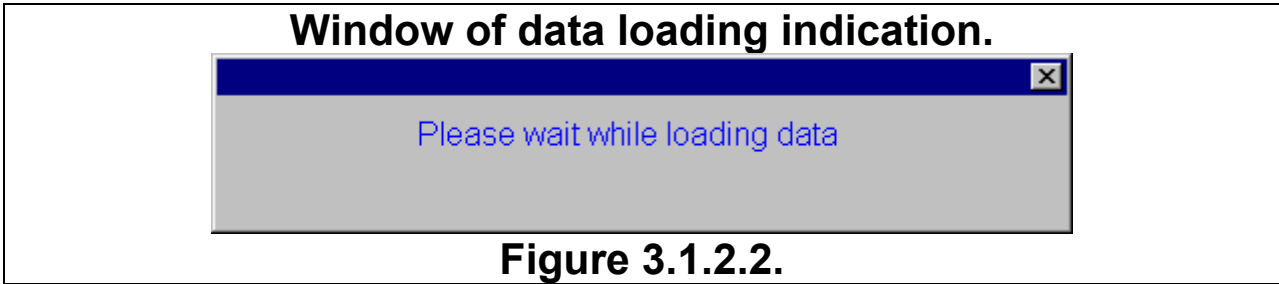 Window of data loading indication.
Please wait while loading data
Figure 3.1.2.2.